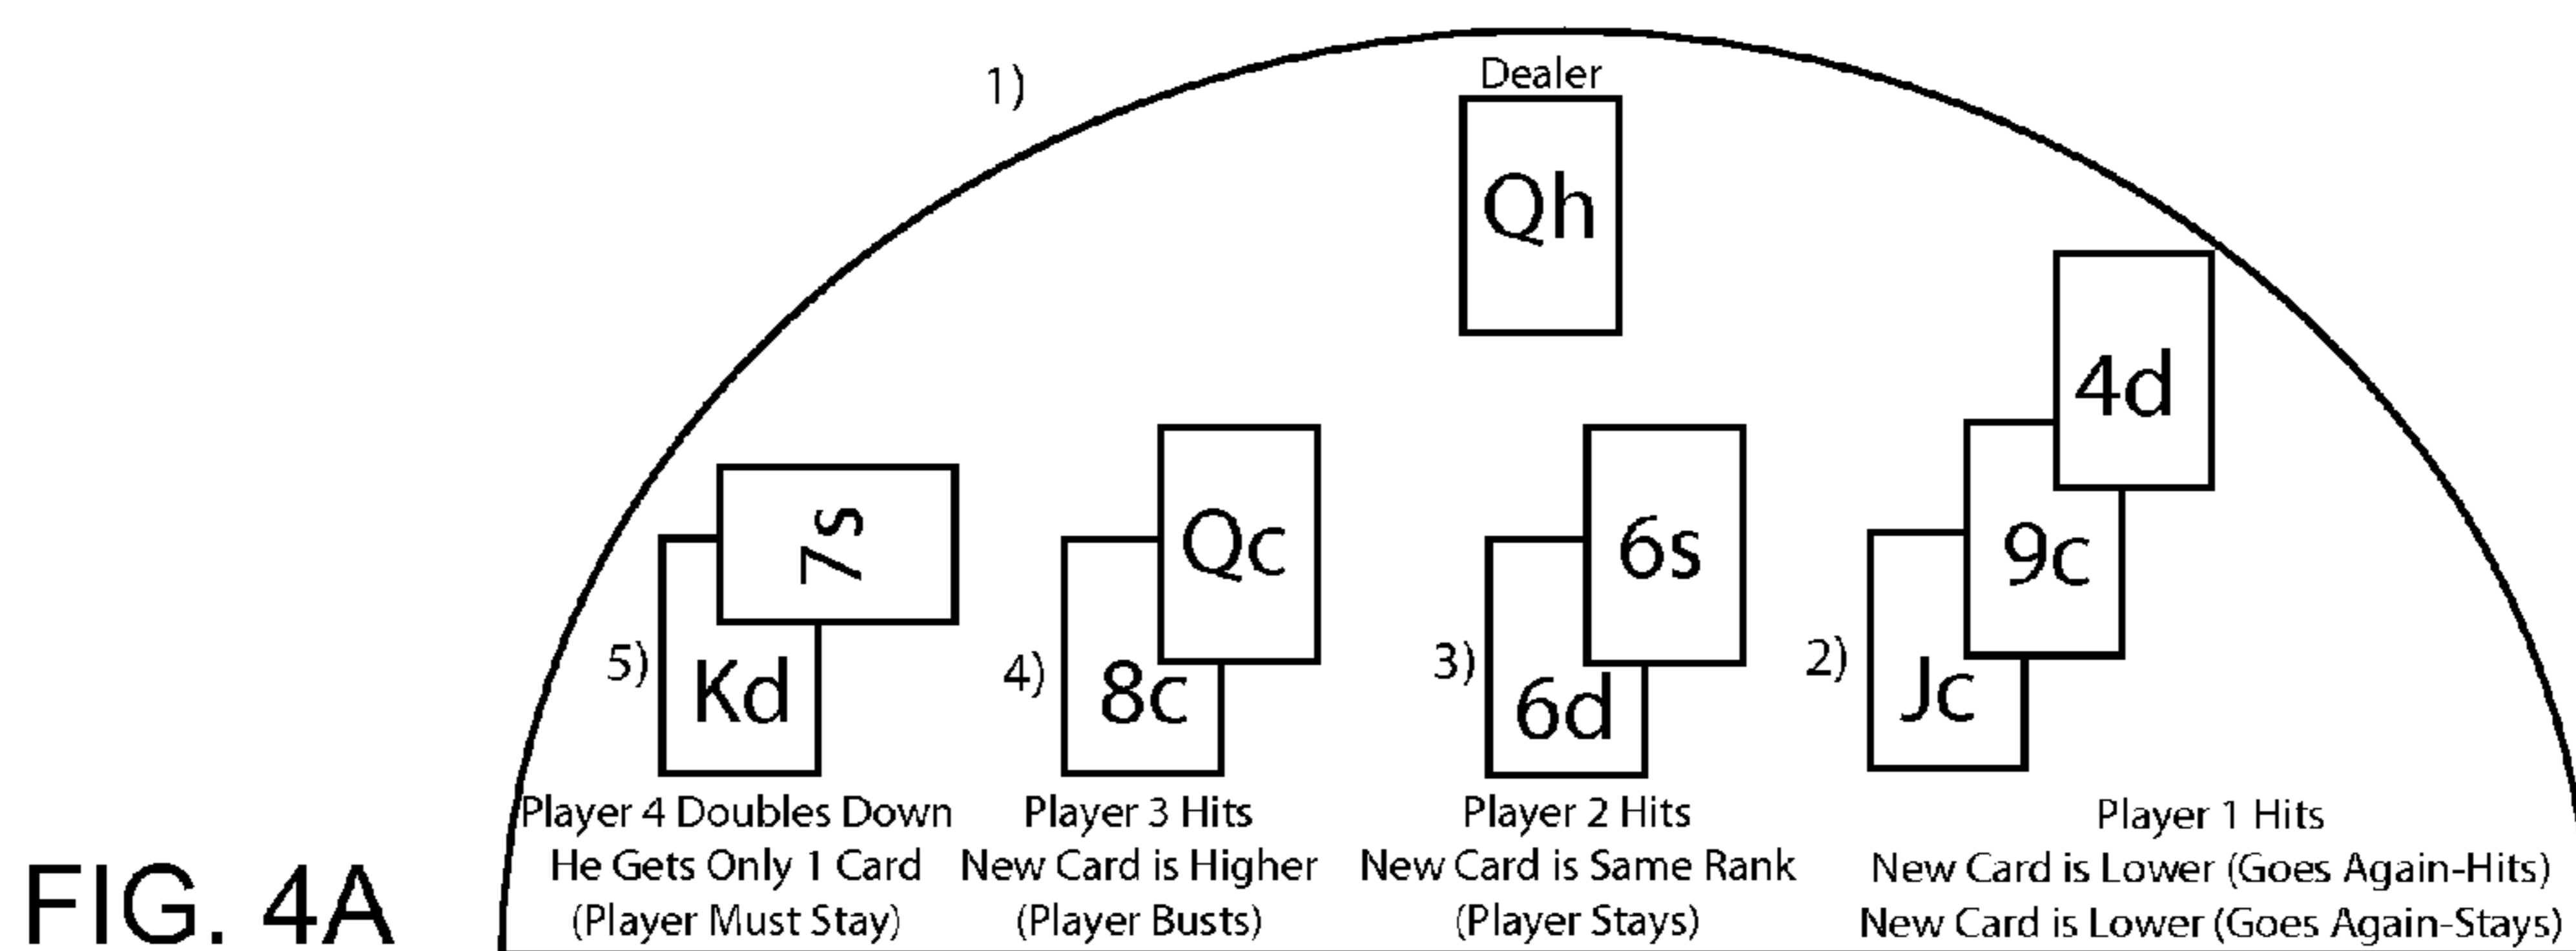 1)
Dealer
Qh
4d
9c
Jc
2)
6s
6d
3)
Qc
8c
4)
7s
Kd
5)
Player 4 Doubles Down
He Gets Only 1 Card
(Player Must Stay)
Player 3 Hits
New Card is Higher
(Player Busts)
Player 2 Hits
New Card is Same Rank
(Player Stays)
Player 1 Hits
New Card is Lower (Goes Again-Hits)
New Card is Lower (Goes Again-Stays)
FIG. 4A